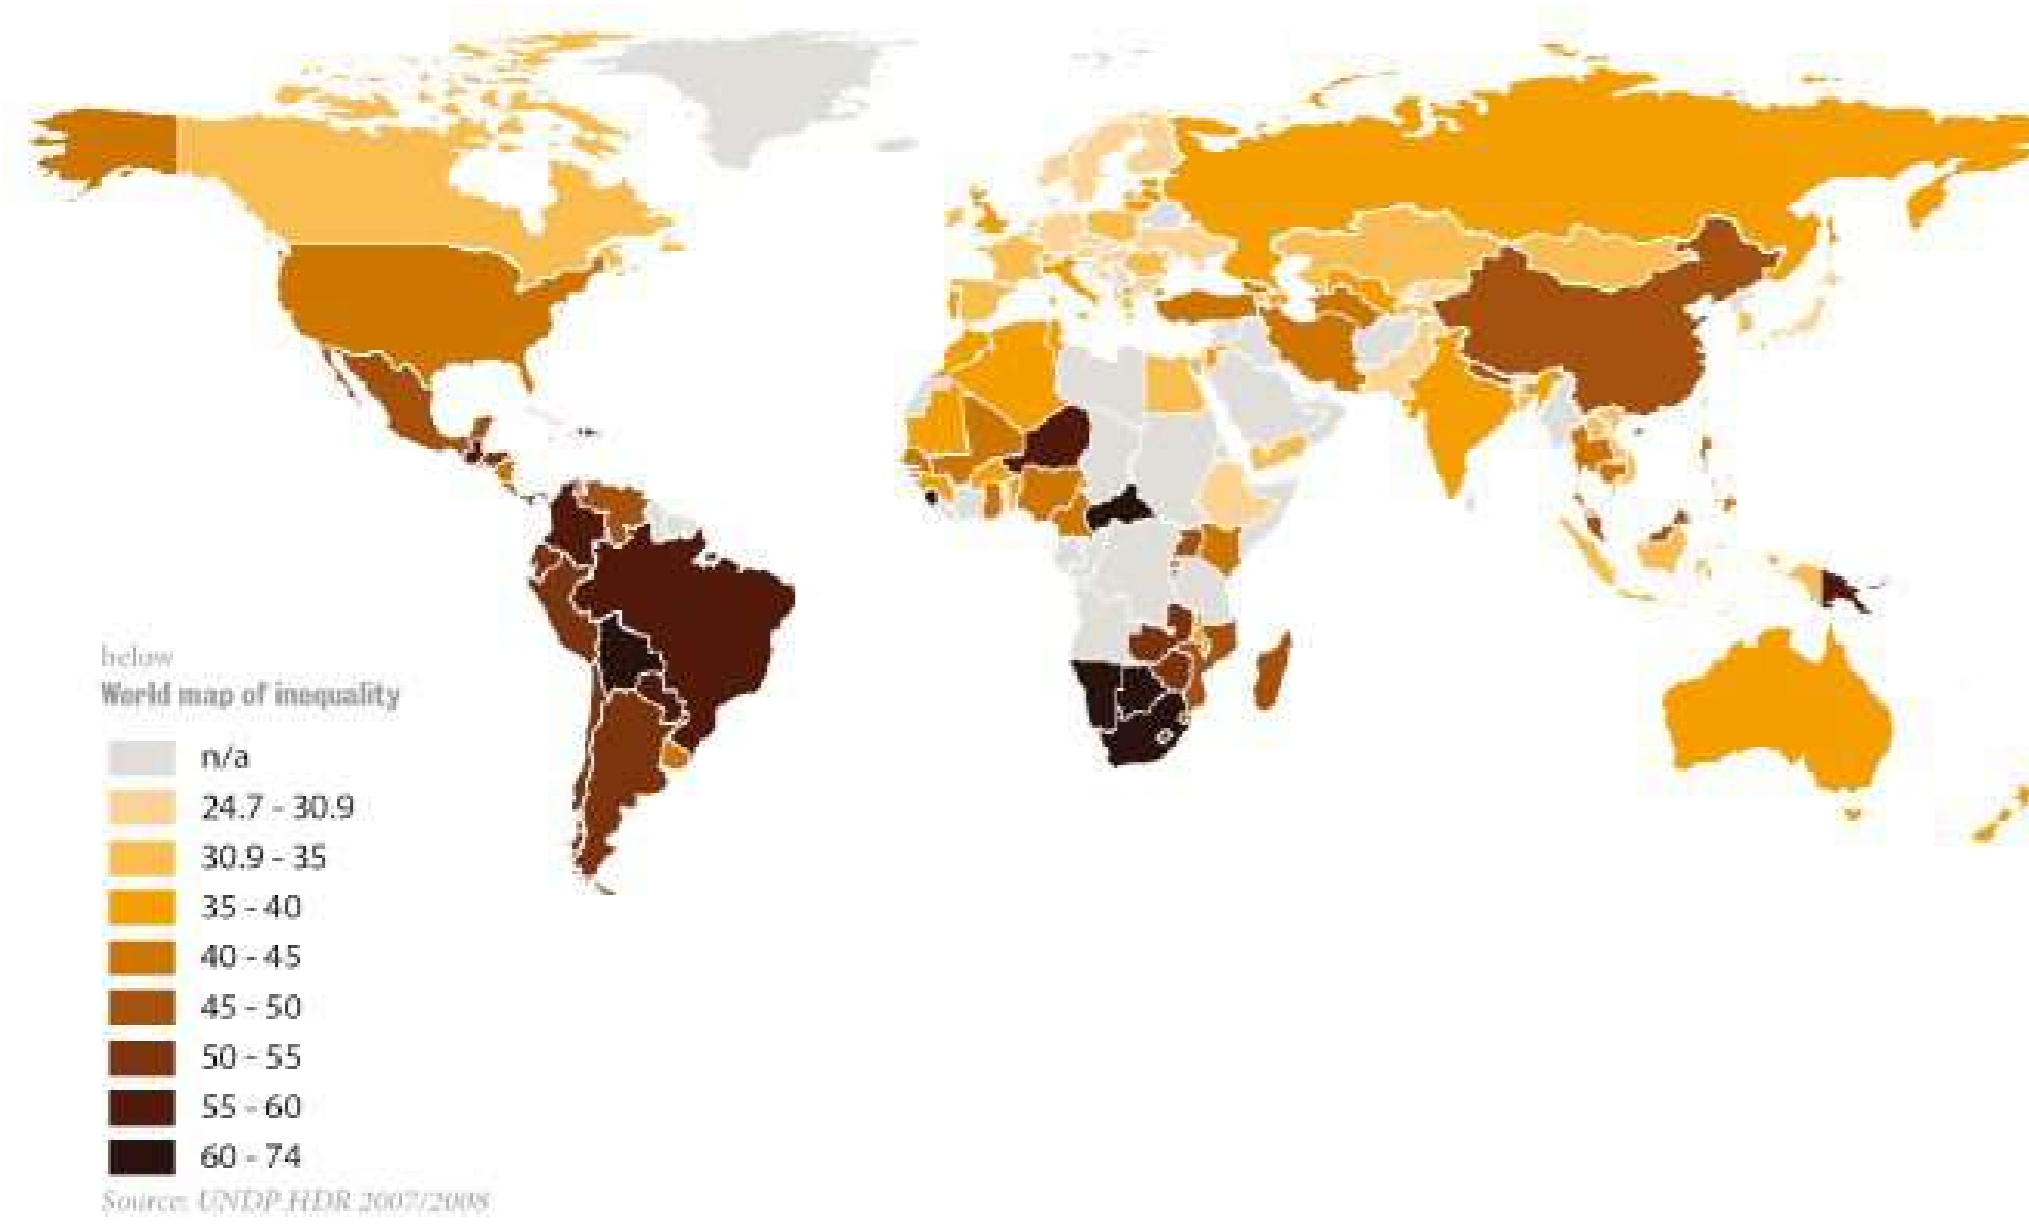 below
World map of inequality
n/a
24.7 - 30.9
30.9 - 35
35 - 40
40 - 45
45 - 50
50 - 55
55 - 60
60 - 74
Source: UNDP HDR 2007/2008